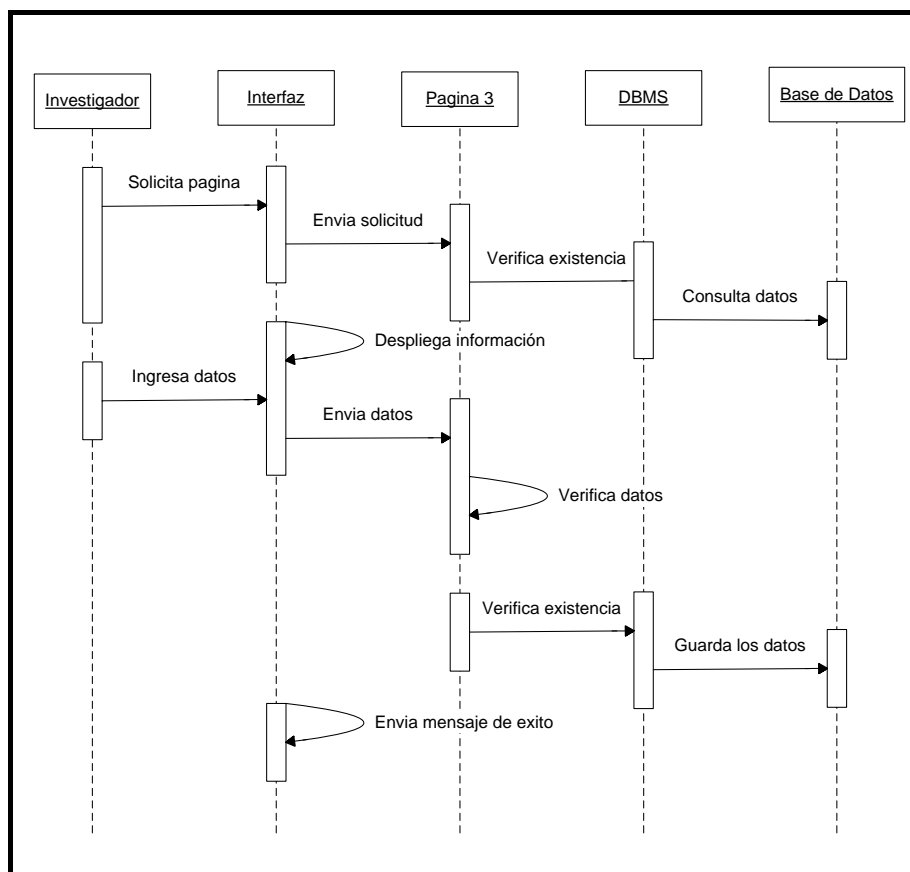 Investigador
Interfaz
Pagina 3
DBMS
Base de Datos
Solicita pagina
Envia solicitud
Verifica existencia
Consulta datos
Despliega información
Ingresa datos
Envia datos
Verifica datos
Verifica existencia
Guarda los datos
Envia mensaje de exito